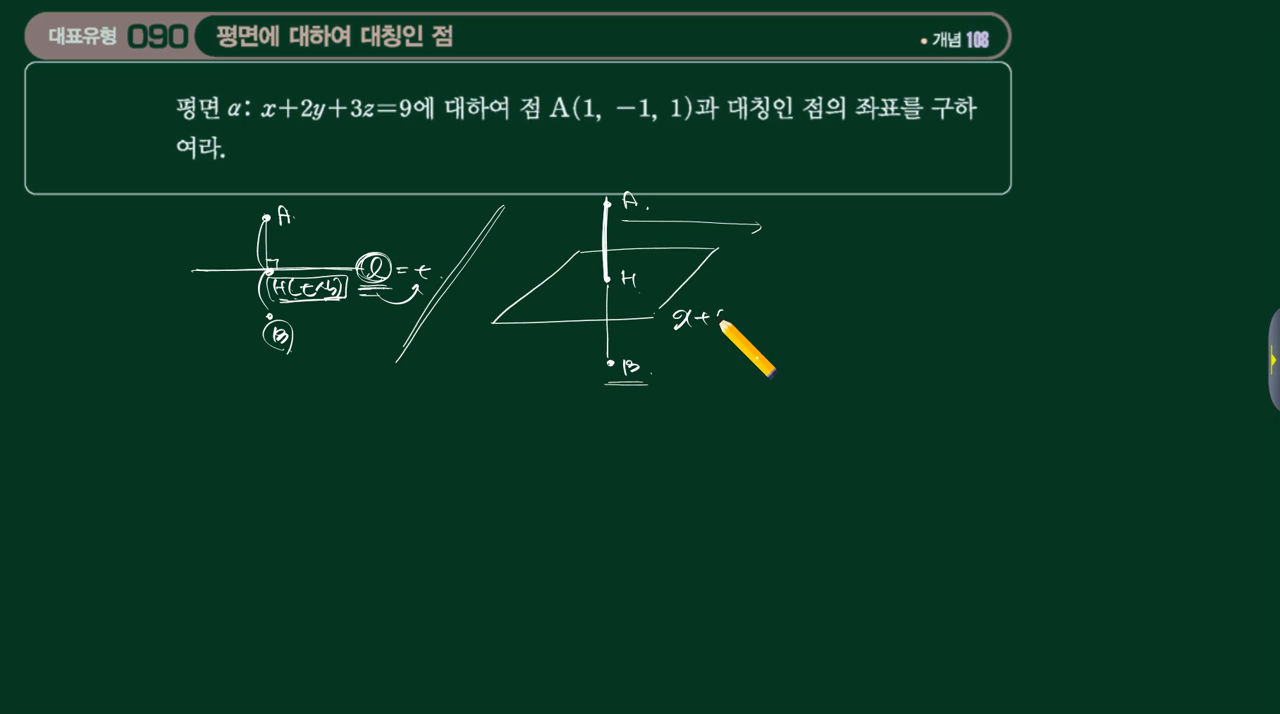 대표유형 090 평면에 대하여 대칭인 점
• 개념 108
평면 α: x+2y+3z=9에 대하여 점 A(1, −1, 1)과 대칭인 점의 좌표를 구하
여라.
A.
l = t.
B
A.
H.
x+
B.